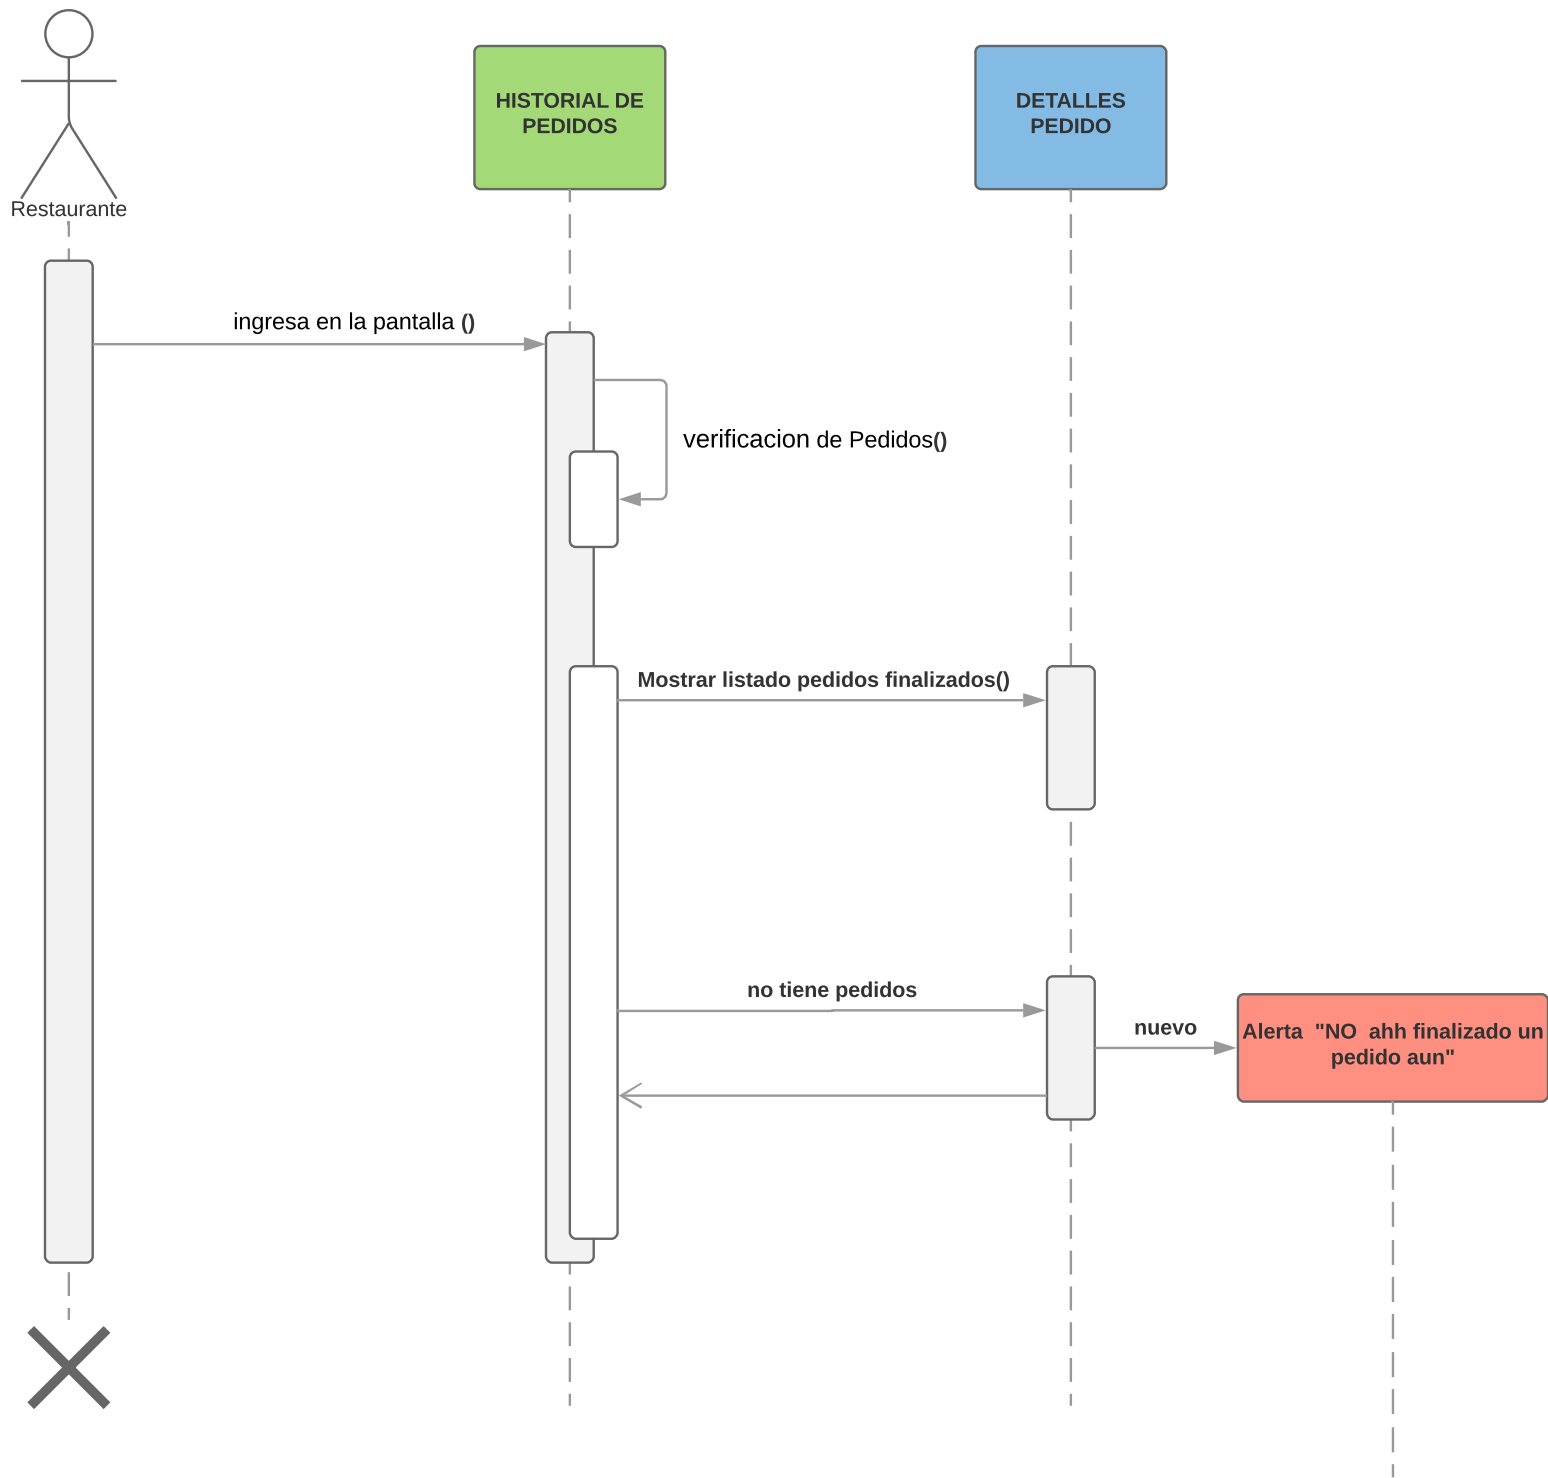 Restaurante
HISTORIAL DE
PEDIDOS
DETALLES
PEDIDO
ingresa en la pantalla ()
verificacion de Pedidos()
Mostrar listado pedidos finalizados()
no tiene pedidos
nuevo
Alerta  "NO  ahh finalizado un
pedido aun"